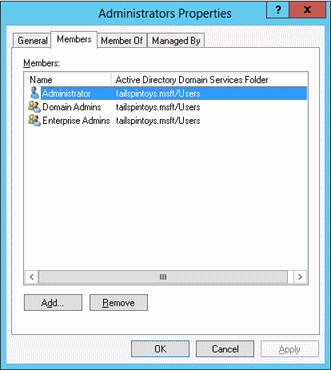 Administrators Properties
? X
General Members Member Of Managed By
Members:
Name Active Directory Domain Services Folder
Administrator tailspintoys.msft/Users
Domain Admins tailspintoys.msft/Users
Enterprise Admins tailspintoys.msft/Users
Add... Remove
OK Cancel Apply